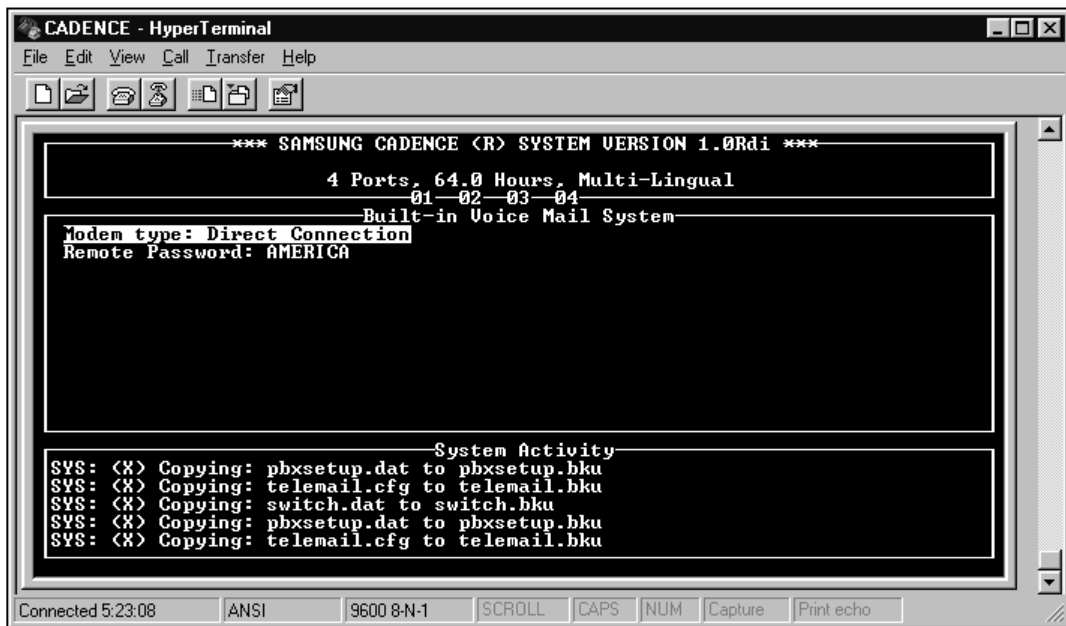 CADENCE - HyperTerminal
File Edit View Call Transfer Help
*** SAMSUNG CADENCE (R) SYSTEM VERSION 1.0Rdi ***
4 Ports, 64.0 Hours, Multi-Lingual
01 02 03 04
Built-in Voice Mail System
Modem type: Direct Connection
Remote Password: AMERICA
System Activity
SYS: (X) Copying: pbxsetup.dat to pbxsetup.bku
SYS: (X) Copying: telemail.cfg to telemail.bku
SYS: (X) Copying: switch.dat to switch.bku
SYS: (X) Copying: pbxsetup.dat to pbxsetup.bku
SYS: (X) Copying: telemail.cfg to telemail.bku
Connected 5:23:08 ANSI 9600 8-N-1 SCROLL CAPS NUM Capture Print echo